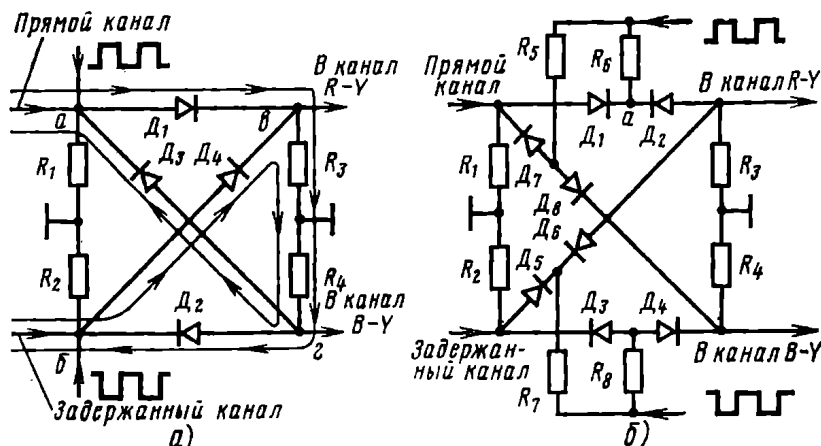 Прямой канал
В канал
R-Y
а
Д1
в
R1
Д3
Д4
R3
R2
R4
В канал
B-Y
Д2
б
г
Задержанный канал
а)
R5
R6
Прямой
канал
В канал R-Y
а
Д1
Д2
R1
Д7
R3
Д8
Д6
R2
Д5
R4
Д3
Д4
Задержан-
ный канал
В канал B-Y
R7
R8
б)